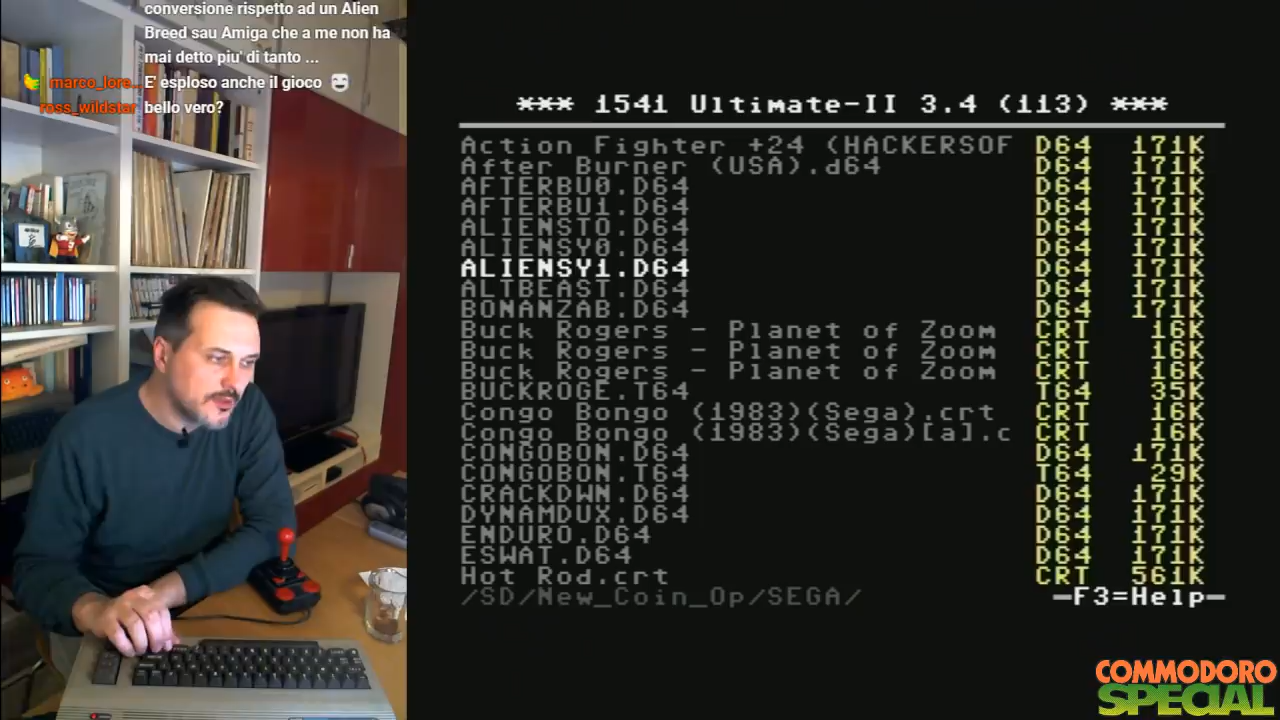 conversione rispetto ad un Alien
Breed sau Amiga che a me non ha
mai detto piu' di tanto ...
marco_lore... E' esploso anche il gioco
ross_wildstar bello vero?
*** 1541 Ultimate-II 3.4 (113) ***
Action Fighter +24 (HACKERSOF D64 171K
After Burner (USA).d64 D64 171K
AFTERBU0.D64 D64 171K
AFTERBU1.D64 D64 171K
ALIENSTO.D64 D64 171K
ALIENSY0.D64 D64 171K
ALIENSY1.D64 D64 171K
ALTBEAST.D64 D64 171K
BONANZAB.D64 D64 171K
Buck Rogers - Planet of Zoom CRT 16K
Buck Rogers - Planet of Zoom CRT 16K
Buck Rogers - Planet of Zoom CRT 16K
BUCKROGE.T64 T64 35K
Congo Bongo (1983)(Sega).crt CRT 16K
Congo Bongo (1983)(Sega)[a].c CRT 16K
CONGOBON.D64 D64 171K
CONGOBON.T64 T64 29K
CRACKDWN.D64 D64 171K
DYNAMDUX.D64 D64 171K
ENDURO.D64 D64 171K
ESWAT.D64 D64 171K
Hot Rod.crt CRT 561K
/SD/New_Coin_Op/SEGA/ -F3=Help-
COMMODORO
SPECIAL